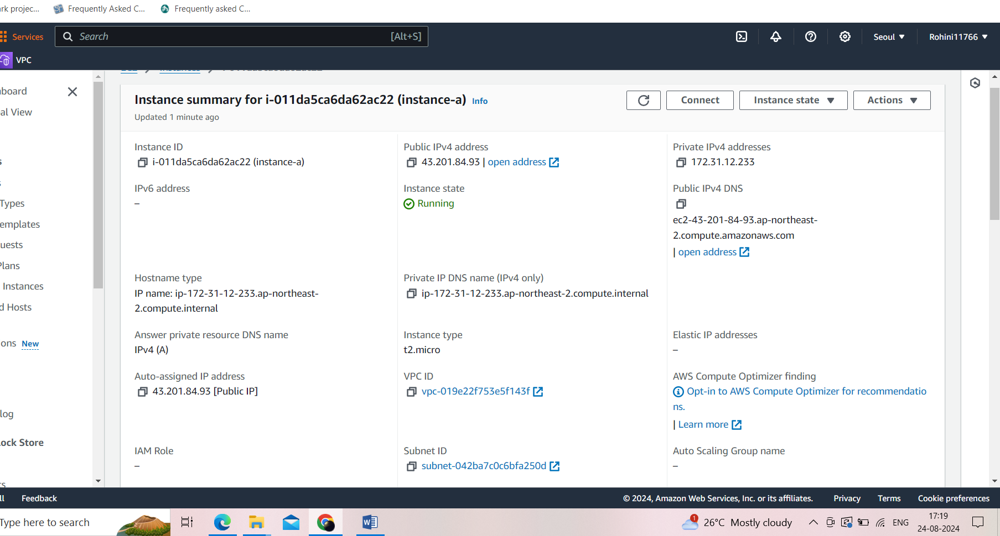 ark projec...
Frequently Asked C...
Frequently asked C...
Services
Search
[Alt+S]
Seoul
Rohini11766
VPC
board
al View
Types
emplates
uests
Plans
Instances
d Hosts
ons New
log
ock Store
Instance summary for i-011da5ca6da62ac22 (instance-a) Info
Updated 1 minute ago
Connect
Instance state
Actions
Instance ID
i-011da5ca6da62ac22 (instance-a)
Public IPv4 address
43.201.84.93 | open address
Private IPv4 addresses
172.31.12.233
IPv6 address
–
Instance state
Running
Public IPv4 DNS
ec2-43-201-84-93.ap-northeast-
2.compute.amazonaws.com
| open address
Hostname type
IP name: ip-172-31-12-233.ap-northeast-
2.compute.internal
Private IP DNS name (IPv4 only)
ip-172-31-12-233.ap-northeast-2.compute.internal
Answer private resource DNS name
IPv4 (A)
Instance type
t2.micro
Elastic IP addresses
–
Auto-assigned IP address
43.201.84.93 [Public IP]
VPC ID
vpc-019e22f753e5f143f
AWS Compute Optimizer finding
Opt-in to AWS Compute Optimizer for recommendatio
ns.
| Learn more
IAM Role
–
Subnet ID
subnet-042ba7c0c6bfa250d
Auto Scaling Group name
–
ll
Feedback
© 2024, Amazon Web Services, Inc. or its affiliates.
Privacy
Terms
Cookie preferences
Type here to search
1
26°C Mostly cloudy
ENG
17:19
24-08-2024